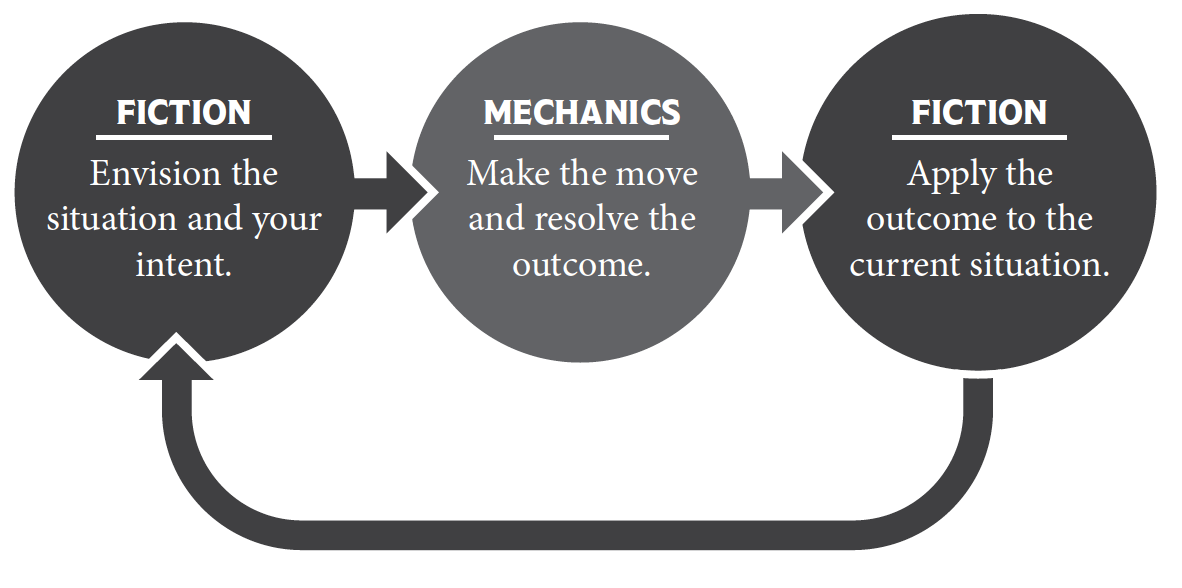 FICTION
Envision the
situation and your
intent.
MECHANICS
Make the move
and resolve the
outcome.
FICTION
Apply the
outcome to the
current situation.